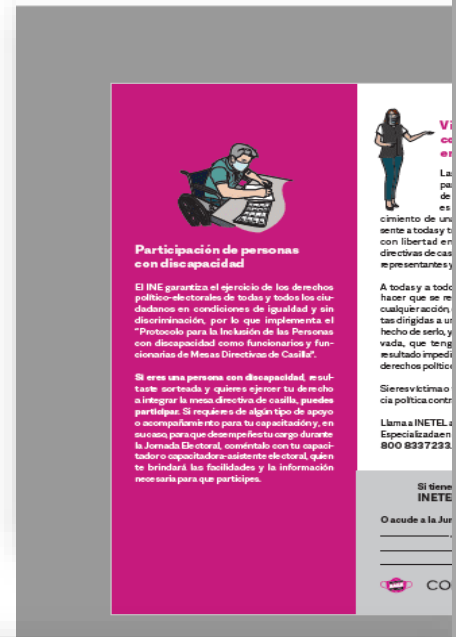 Participación de personas
con discapacidad
El INE garantiza el ejercicio de los derechos
político-electorales de todas y todos los ciu-
dadanos en condiciones de igualdad y sin
discriminación, por lo que implementa el
"Protocolo para la Inclusión de las Personas
con discapacidad como funcionarios y fun-
cionarias de Mesas Directivas de Casilla".
Si eres una persona con discapacidad, resul-
taste sorteada y quieres ejercer tu derecho
a integrar la mesa directiva de casilla, puedes
participar. Si requieres de algún tipo de apoyo
o acompañamiento para tu capacitación y, en
su caso, para que desempeñes tu cargo durante
la Jornada Electoral, coméntalo con tu capaci-
tador o capacitadora-asistente electoral, quien
te brindará las facilidades y la información
necesaria para que participes.
Vi
co
en
La
pa
de
es
cimiento de una
sente a todas y t
con libertad en
directivas de cas
representantes y
A todas y a todo
hacer que se re
cualquier acción,
tas dirigidas a un
hecho de serlo, y
vada, que teng
resultado impedi
derechos político
Si eres víctima o
cia política contr
Llama a INETEL a
Especializada en
800 8337233
Si tiene
INETE
O acude a la Jun
CO